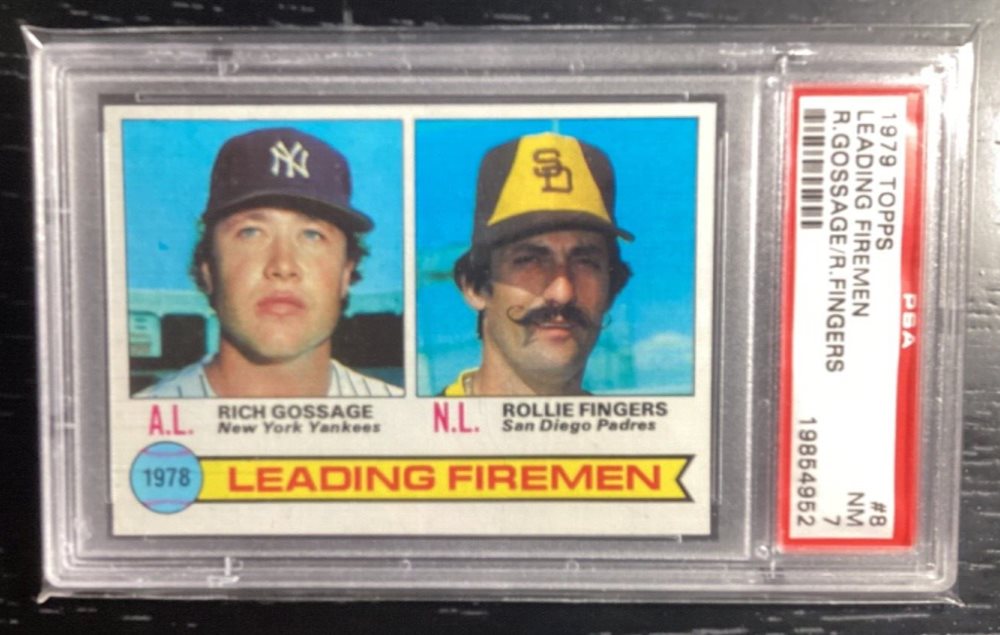 NY
SD
A.L.
RICH GOSSAGE
New York Yankees
N.L.
ROLLIE FINGERS
San Diego Padres
1978
LEADING FIREMEN
PSA
1979 TOPPS
LEADING FIREMEN
R.GOSSAGE/R.FINGERS
#8
NM
7
19854952